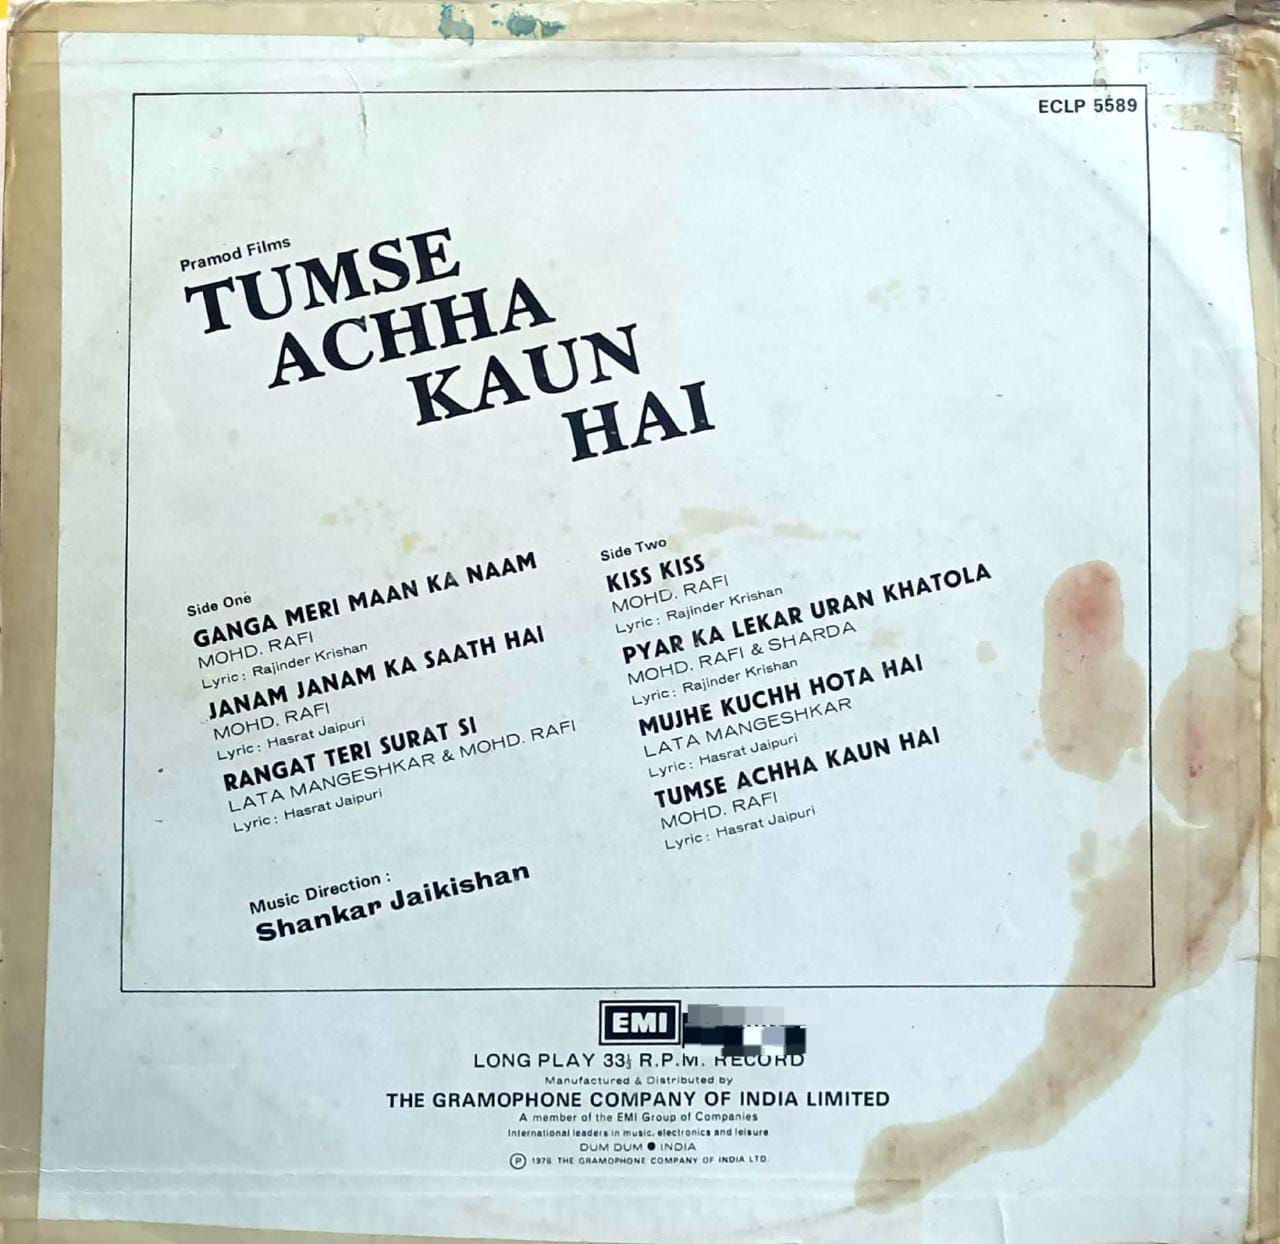 ECLP 5589
Pramod Films
TUMSE
ACHHA
KAUN
HAI
Side One
GANGA MERI MAAN KA NAAM
MOHD. RAFI
Lyric: Rajinder Krishan
JANAM JANAM KA SAATH HAI
MOHD. RAFI
Lyric: Hasrat Jaipuri
RANGAT TERI SURAT SI
LATA MANGESHKAR & MOHD. RAFI
Lyric: Hasrat Jaipuri
Side Two
KISS KISS
MOHD. RAFI
Lyric: Rajinder Krishan
PYAR KA LEKAR URAN KHATOLA
MOHD. RAFI & SHARDA
Lyric: Rajinder Krishan
MUJHE KUCHH HOTA HAI
LATA MANGESHKAR
Lyric: Hasrat Jaipuri
TUMSE ACHHA KAUN HAI
MOHD. RAFI
Lyric: Hasrat Jaipuri
Music Direction:
Shankar Jaikishan
EMI
LONG PLAY 33⅓ R.P.M. RECORD
Manufactured & Distributed by
THE GRAMOPHONE COMPANY OF INDIA LIMITED
A member of the EMI Group of Companies
International leaders in music, electronics and leisure
DUM DUM ● INDIA
Ⓟ 1976 THE GRAMOPHONE COMPANY OF INDIA LTD.